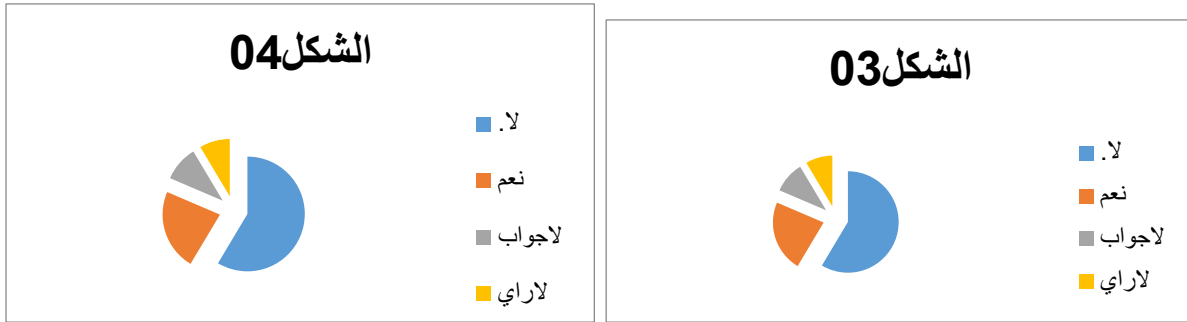 الشكل03
لا.
نعم
لاجواب
لاراي
الشكل04
لا.
نعم
لاجواب
لاراي